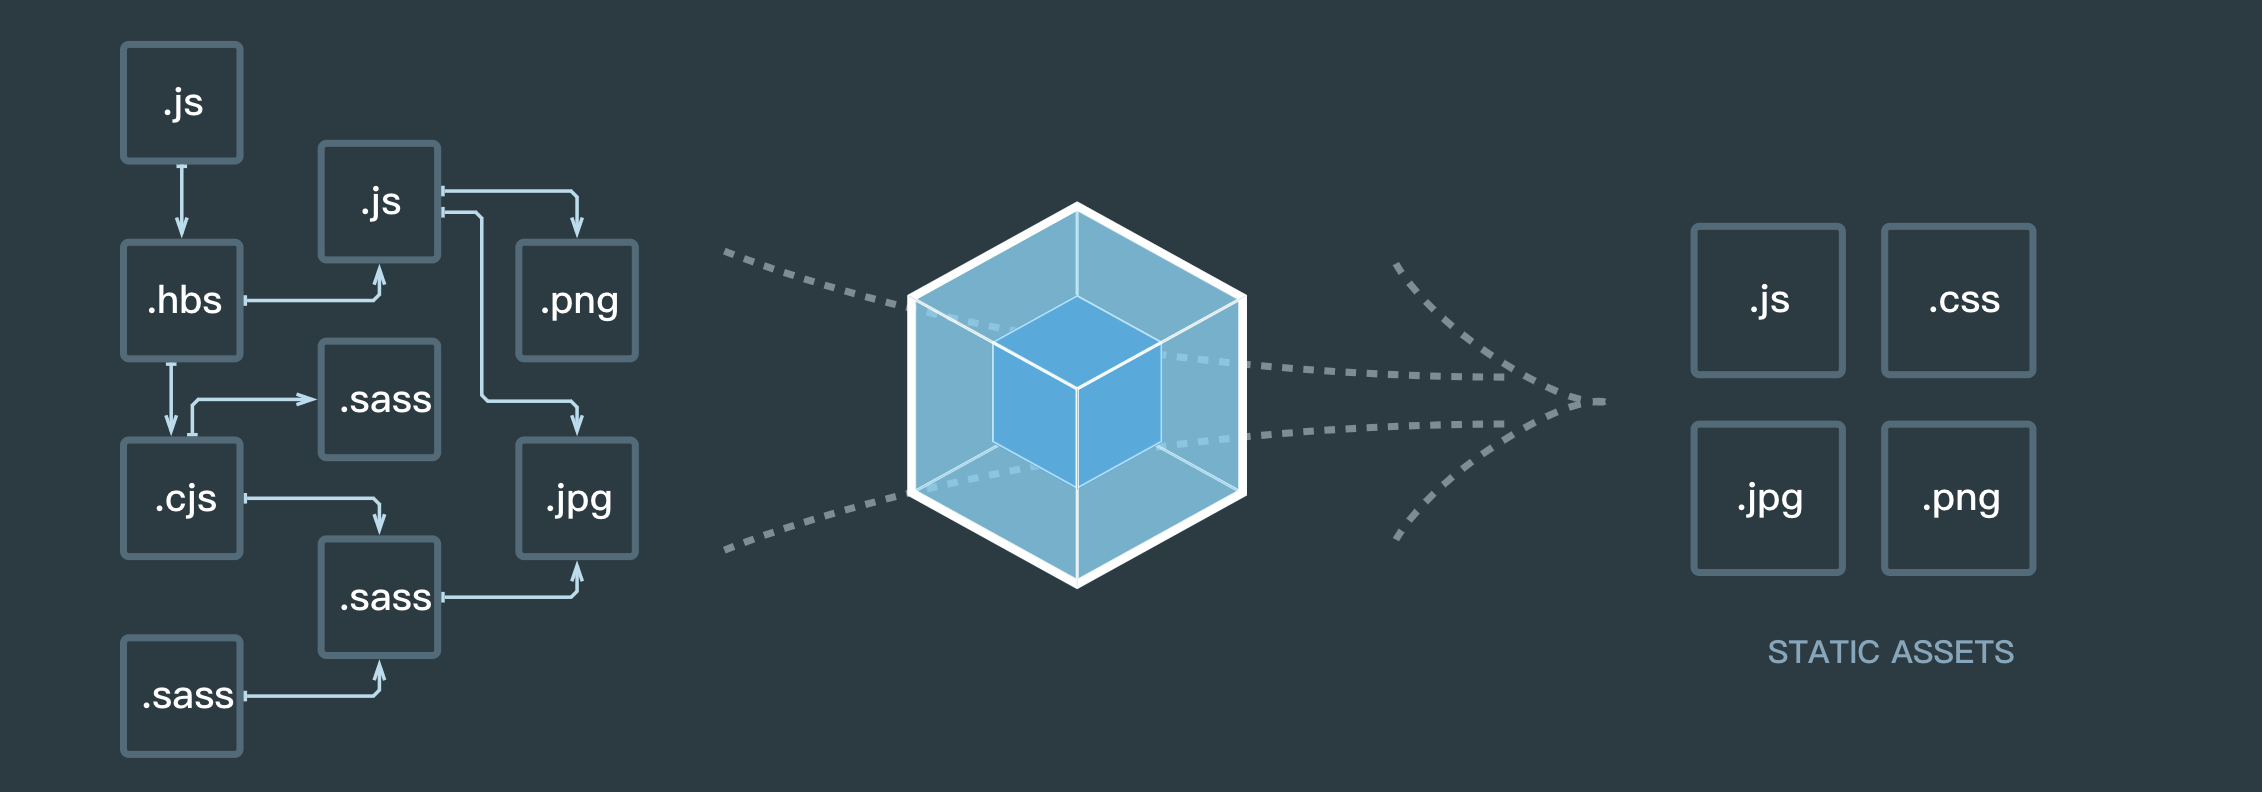 .js
.js
.hbs
.png
.sass
.cjs
.jpg
.sass
.sass
.js
.css
.jpg
.png
STATIC ASSETS